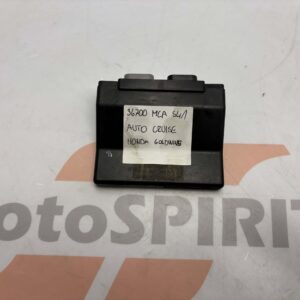 36700 MCA S41
AUTO CRUISE
HONDA GOLDWING
otoSPIRIT